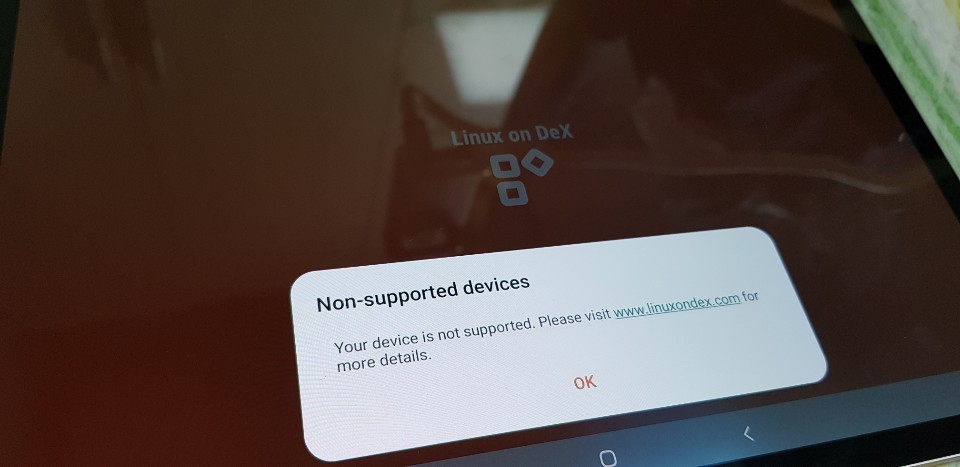 Linux on DeX
Non-supported devices
Your device is not supported. Please visit www.linuxondex.com for
more details.
OK